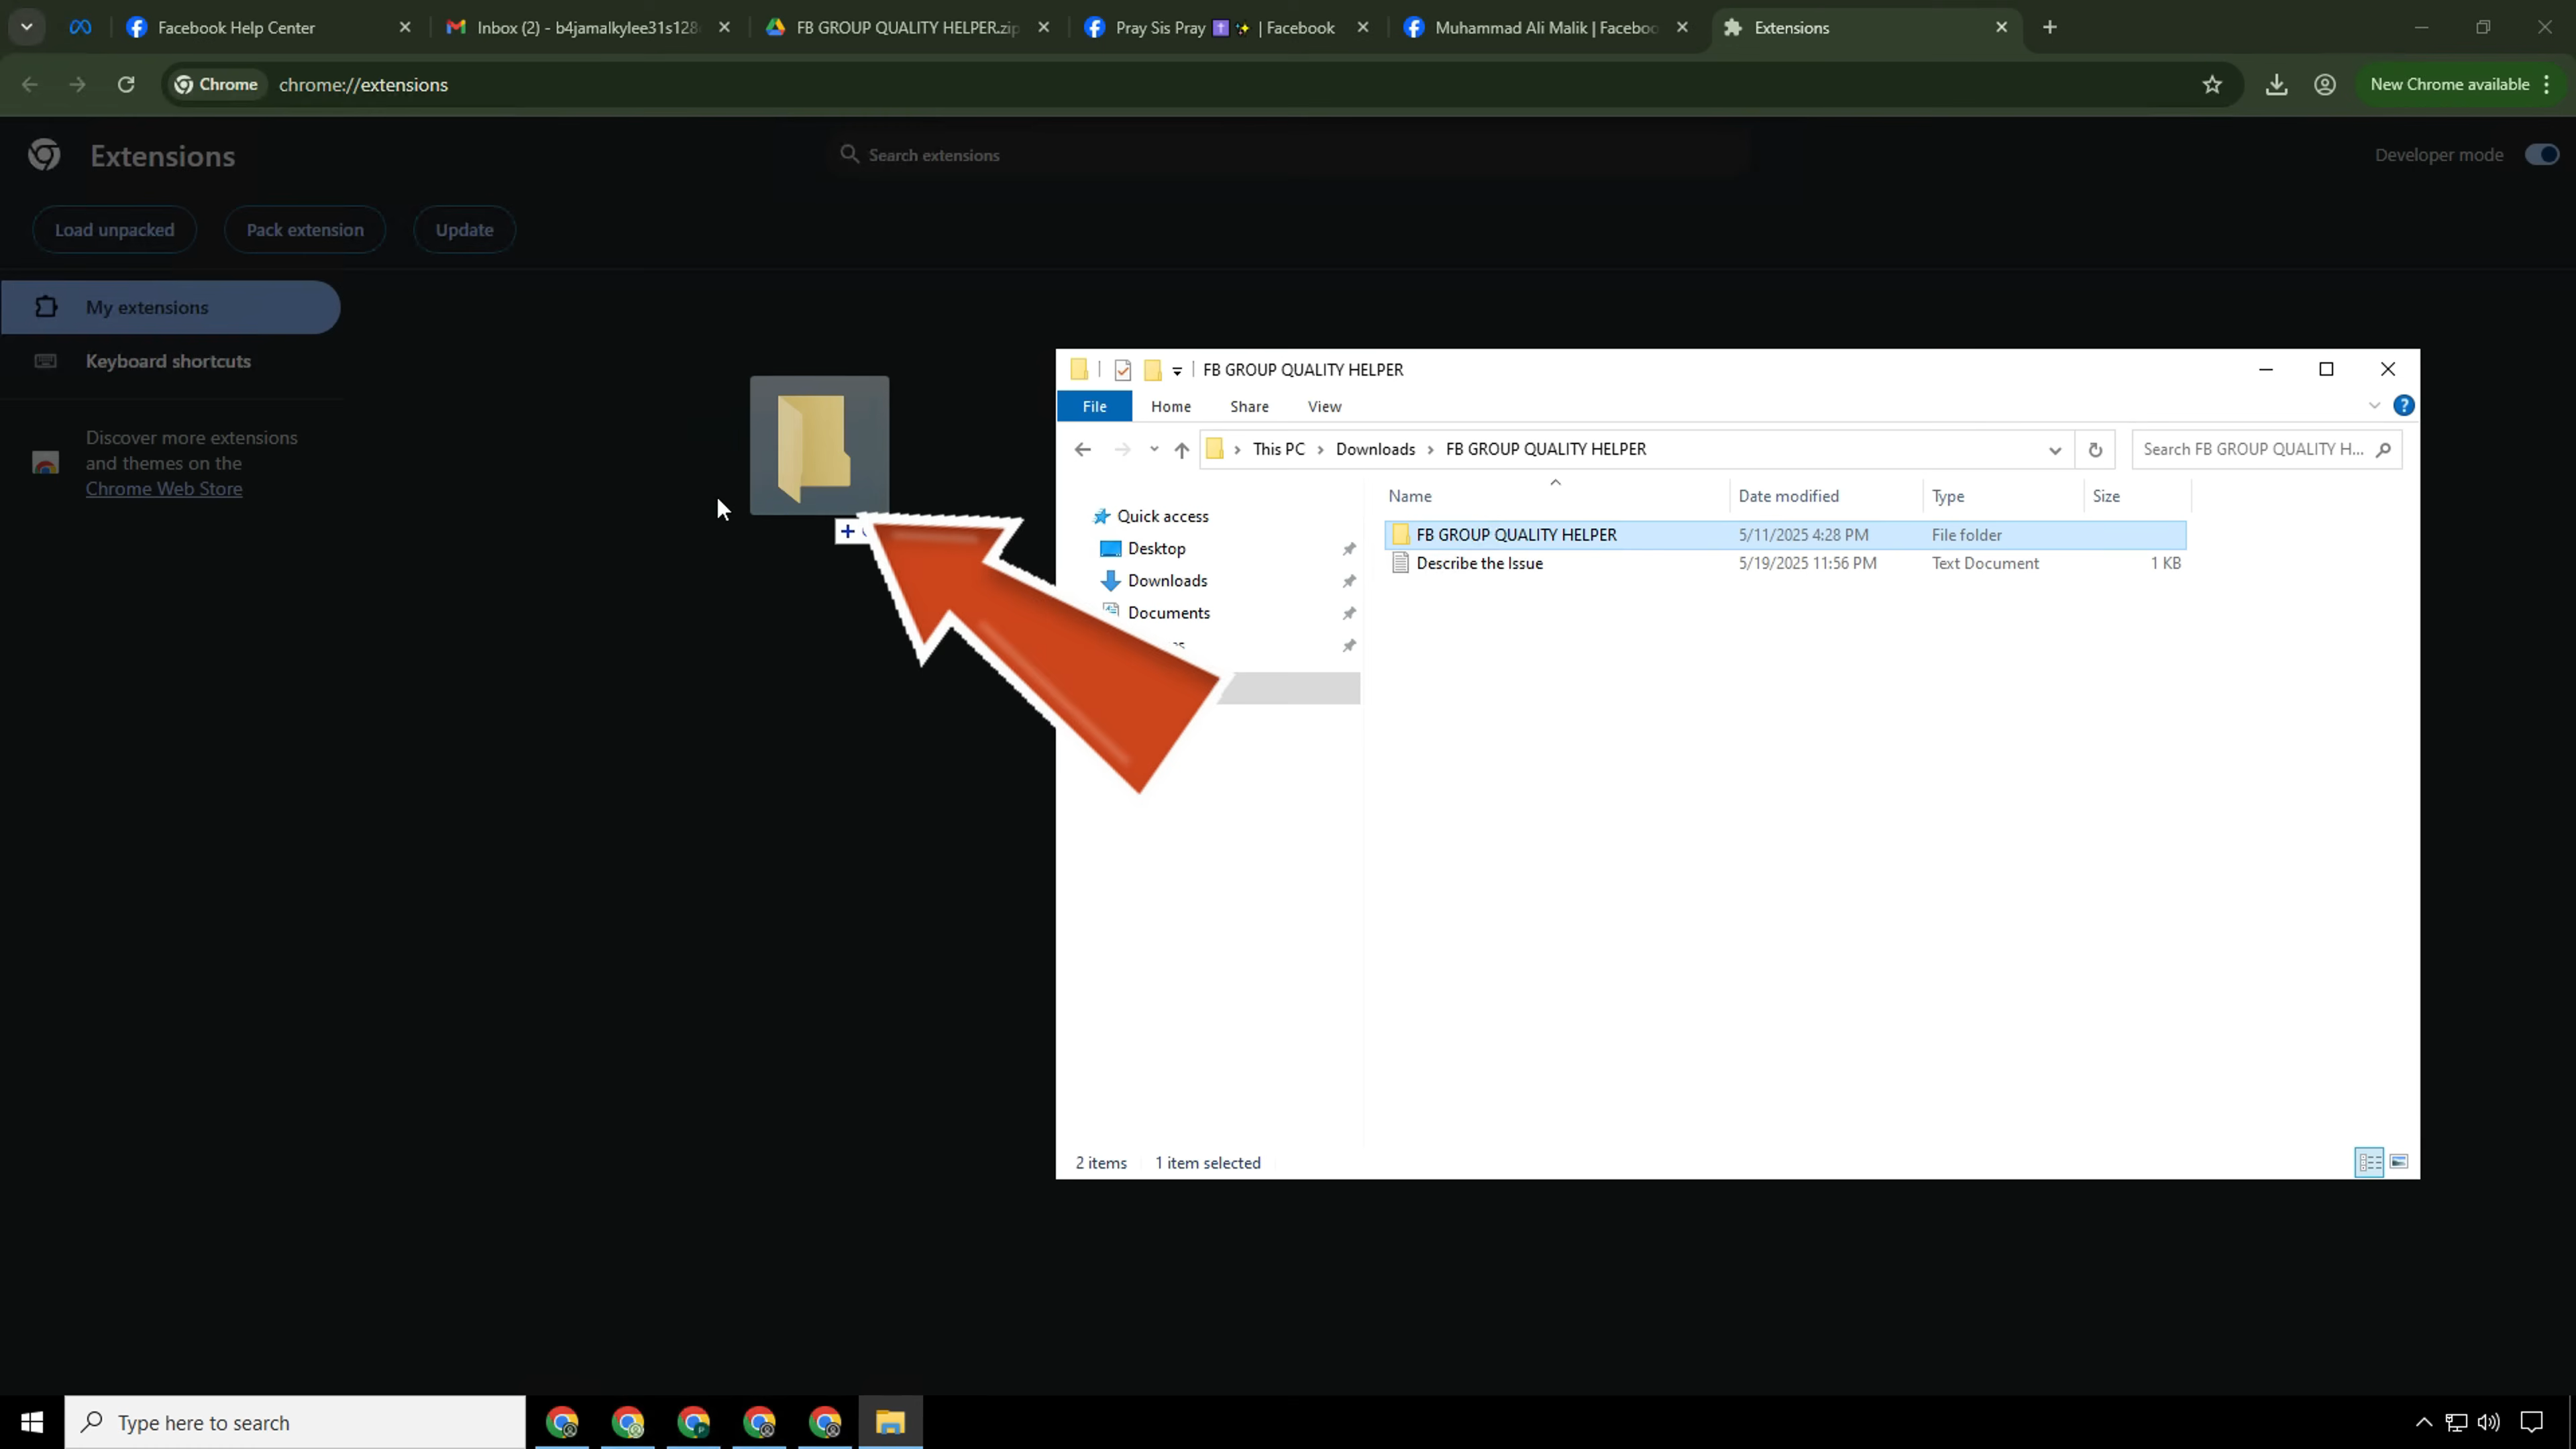 Facebook Help Center
Inbox (2) - b4jamalkylee31s128
FB GROUP QUALITY HELPER.zip
Pray Sis Pray ✝️ ✨ | Facebook
Muhammad Ali Malik | Faceboo
Extensions
Chrome
chrome://extensions
New Chrome available
Extensions
Search extensions
Developer mode
Load unpacked
Pack extension
Update
My extensions
Keyboard shortcuts
Discover more extensions
and themes on the
Chrome Web Store
FB GROUP QUALITY HELPER
File
Home
Share
View
This PC
Downloads
FB GROUP QUALITY HELPER
Search FB GROUP QUALITY H...
Name
Date modified
Type
Size
Quick access
Desktop
Downloads
Documents
FB GROUP QUALITY HELPER
5/11/2025 4:28 PM
File folder
Describe the Issue
5/19/2025 11:56 PM
Text Document
1 KB
2 items
1 item selected
Type here to search